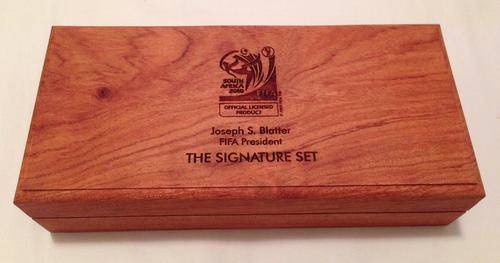 SOUTH
AFRICA
2010
FIFA
OFFICIAL LICENSED
PRODUCT
Joseph S. Blatter
FIFA President
THE SIGNATURE SET